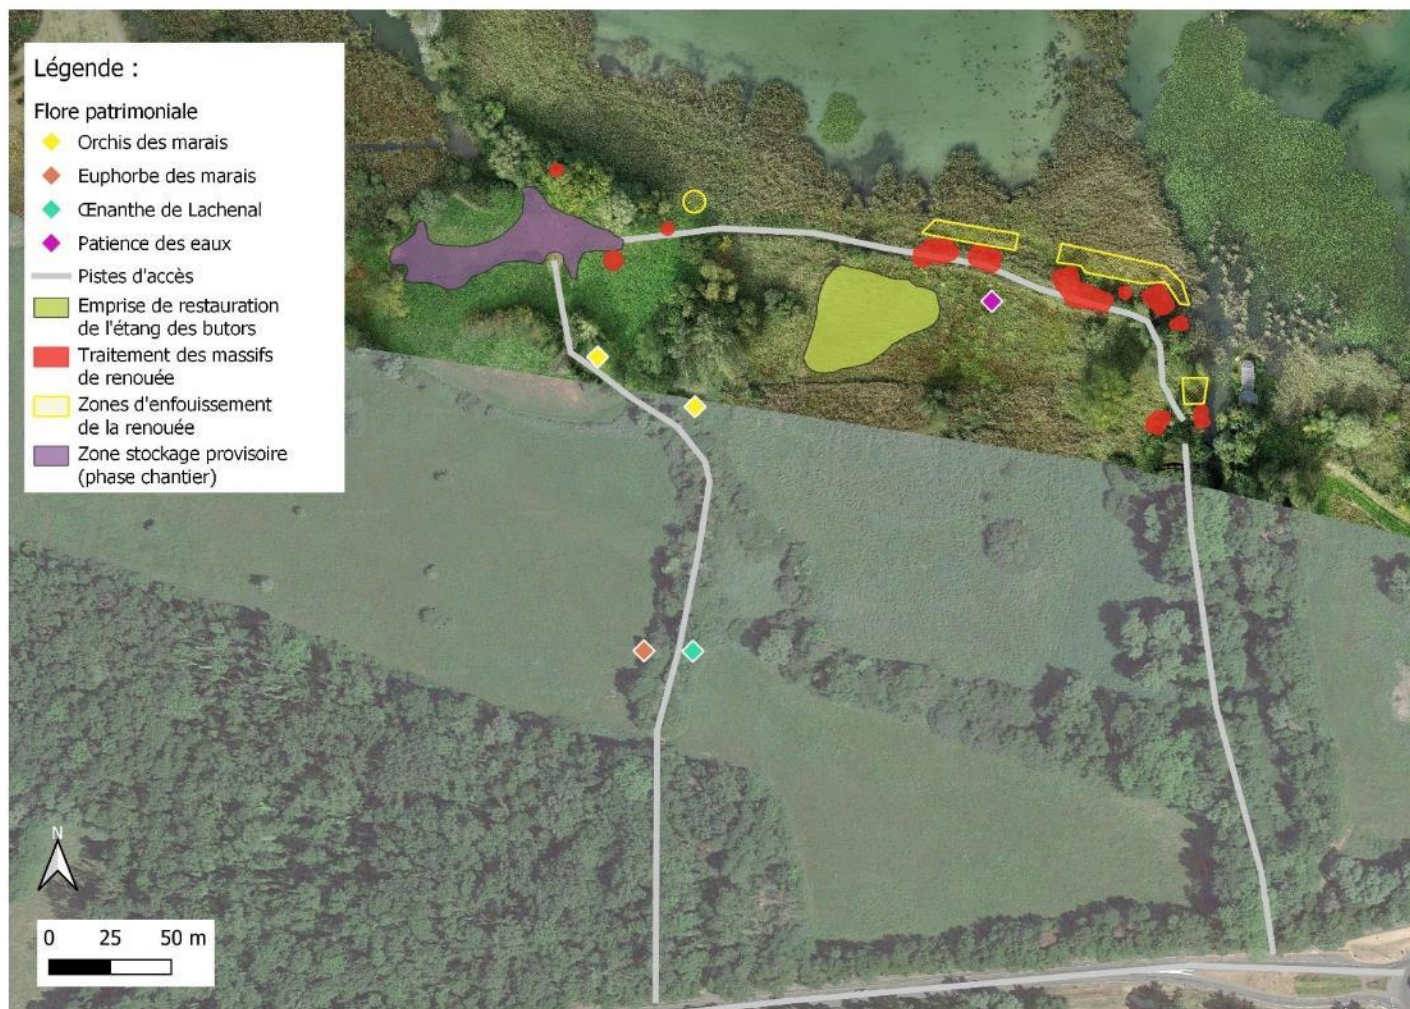 Légende :
Flore patrimoniale
Orchis des marais
Euphorbe des marais
Œnanthe de Lachenal
Patience des eaux
Pistes d'accès
Emprise de restauration
de l'étang des butors
Traitement des massifs
de renouée
Zones d'enfouissement
de la renouée
Zone stockage provisoire
(phase chantier)
N
0 25 50 m